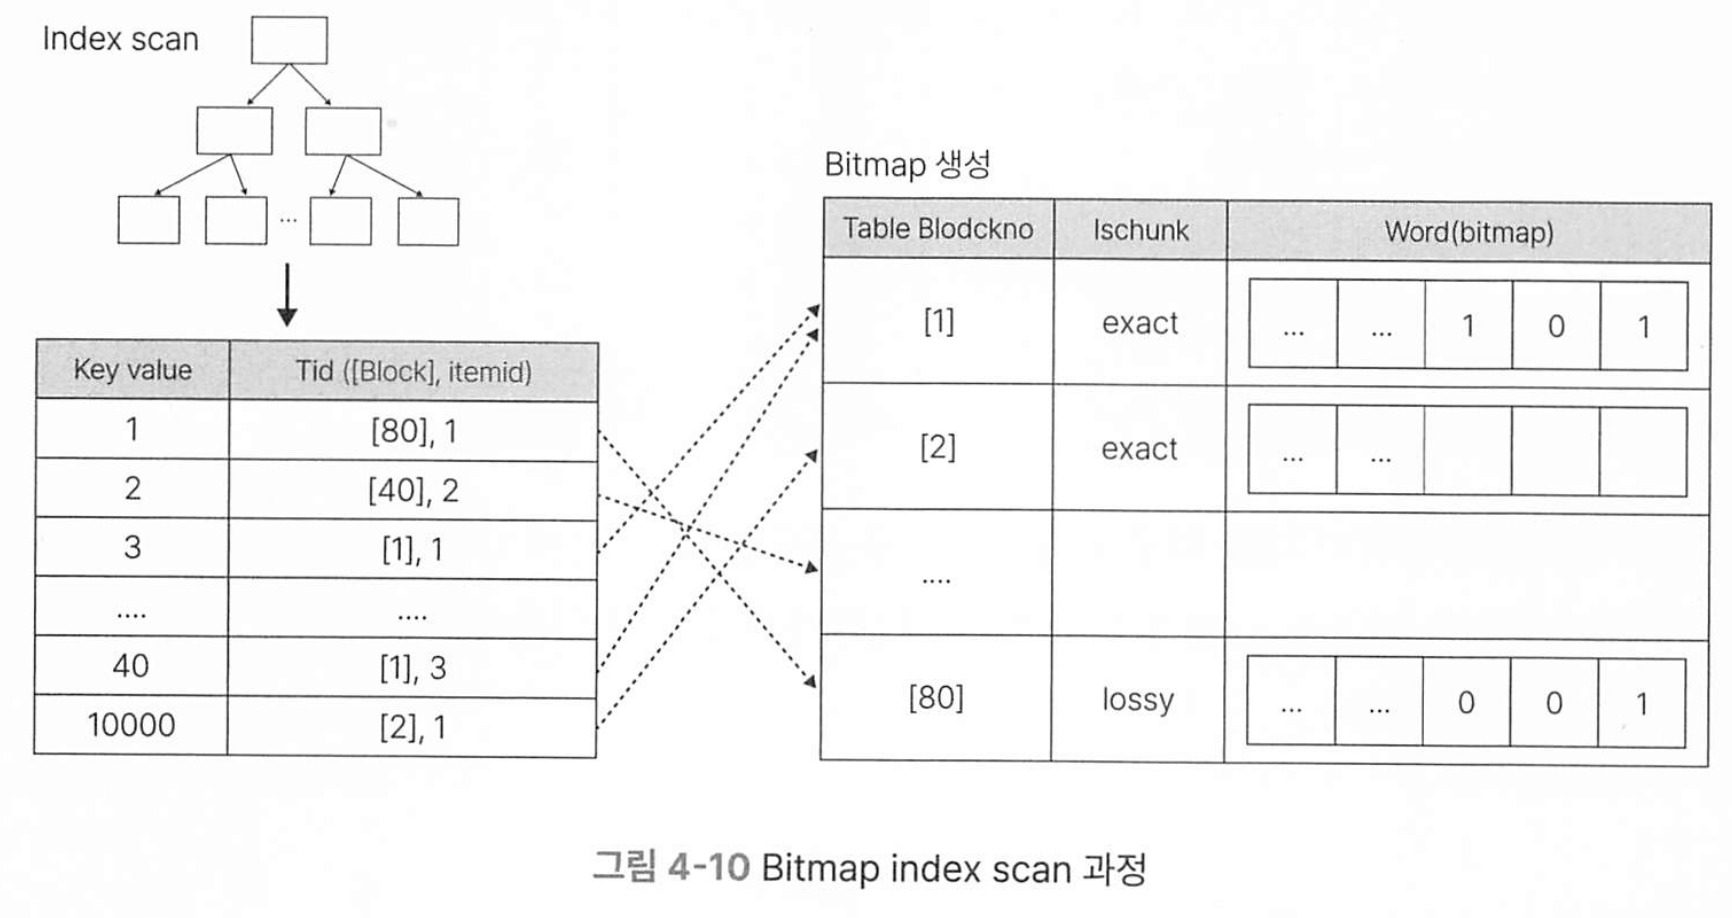 Index scan
...
Key value Tid ([Block], itemid)
1 [80], 1
2 [40], 2
3 [1], 1
.... ....
40 [1], 3
10000 [2], 1
Bitmap 생성
Table Blodckno Ischunk Word(bitmap)
[1] exact ... ... 1 0 1
[2] exact ... ...
....
[80] lossy ... ... 0 0 1
그림 4-10 Bitmap index scan 과정